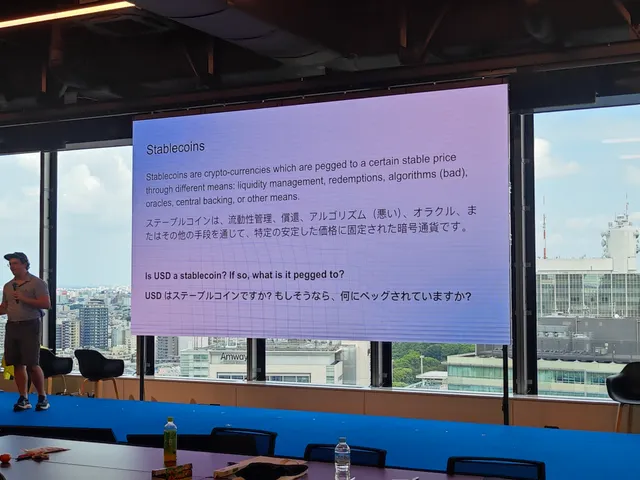 Stablecoins
Stablecoins are crypto-currencies which are pegged to a certain stable price
through different means: liquidity management, redemptions, algorithms (bad),
oracles, central backing, or other means.
ステーブルコインは、流動性管理、償還、アルゴリズム（悪い）、オラクル、ま
たはその他の手段を通じて、特定の安定した価格に固定された暗号通貨です。
Is USD a stablecoin? If so, what is it pegged to?
USD はステーブルコインですか? もしそうなら、何にペッグされていますか?
Amway